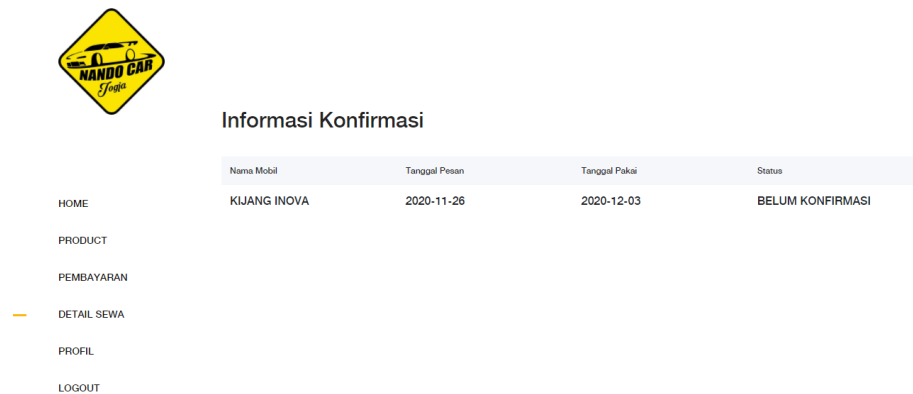 NANDO CAR
Jogja
Informasi Konfirmasi
Nama Mobil Tanggal Pesan Tanggal Pakai Status
KIJANG INOVA 2020-11-26 2020-12-03 BELUM KONFIRMASI
HOME
PRODUCT
PEMBAYARAN
DETAIL SEWA
PROFIL
LOGOUT